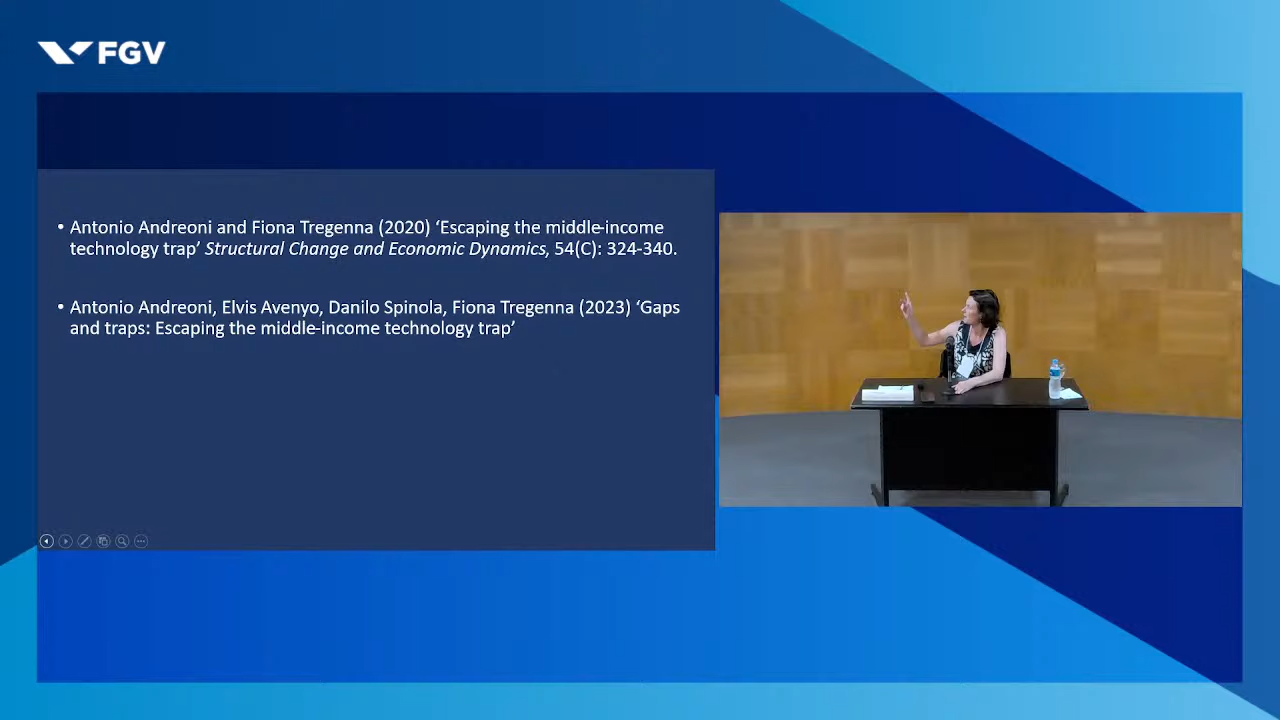 FGV
• Antonio Andreoni and Fiona Tregenna (2020) ‘Escaping the middle-income
technology trap’ Structural Change and Economic Dynamics, 54(C): 324-340.
• Antonio Andreoni, Elvis Avenyo, Danilo Spinola, Fiona Tregenna (2023) ‘Gaps
and traps: Escaping the middle-income technology trap’